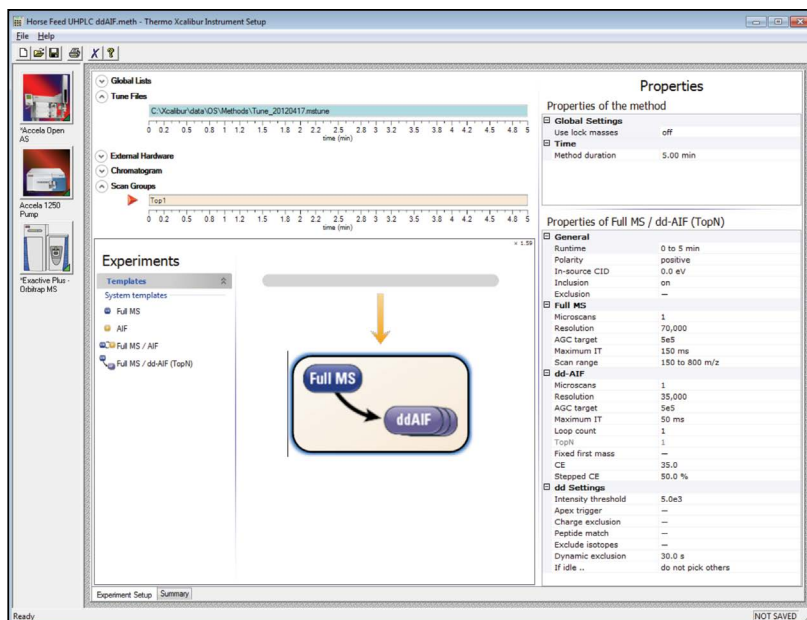 Horse Feed UHPLC ddAIF.meth - Thermo Xcalibur Instrument Setup
File Help
*Accela Open AS
Accela 1250 Pump
*Exactive Plus - Orbitrap MS
Global Lists
Tune Files
C:\Xcalibur\data\OS\Methods\Tune_20120417.mstune
0 0.2 0.5 0.8 1 1.2 1.5 1.8 2 2.2 2.5 2.8 3 3.2 3.5 3.8 4 4.2 4.5 4.8 5
time (min)
External Hardware
Chromatogram
Scan Groups
Top1
0 0.2 0.5 0.8 1 1.2 1.5 1.8 2 2.2 2.5 2.8 3 3.2 3.5 3.8 4 4.2 4.5 4.8 5
time (min)
x 1.59
Experiments
Templates
System templates
Full MS
AIF
Full MS / AIF
Full MS / dd-AIF (TopN)
Full MS
ddAIF
Experiment Setup Summary
Properties
Properties of the method
Global Settings
Use lock masses off
Time
Method duration 5.00 min
Properties of Full MS / dd-AIF (TopN)
General
Runtime 0 to 5 min
Polarity positive
In-source CID 0.0 eV
Inclusion on
Exclusion —
Full MS
Microscans 1
Resolution 70,000
AGC target 5e5
Maximum IT 150 ms
Scan range 150 to 800 m/z
dd-AIF
Microscans 1
Resolution 35,000
AGC target 5e5
Maximum IT 50 ms
Loop count 1
TopN 1
Fixed first mass —
CE 35.0
Stepped CE 50.0 %
dd Settings
Intensity threshold 5.0e3
Apex trigger —
Charge exclusion —
Peptide match —
Exclude isotopes —
Dynamic exclusion 30.0 s
If idle .. do not pick others
Ready NOT SAVED